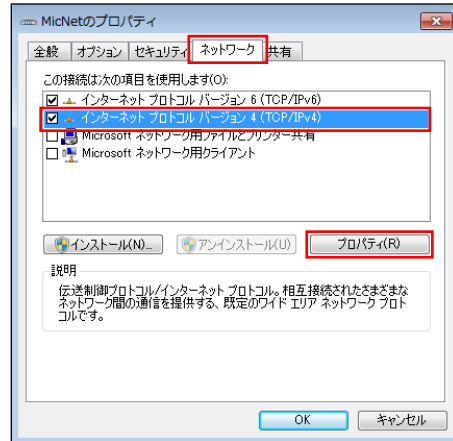 MicNetのプロパティ
全般 オプション セキュリティ ネットワーク 共有
この接続は次の項目を使用します(O):
インターネット プロトコル バージョン 6 (TCP/IPv6)
インターネット プロトコル バージョン 4 (TCP/IPv4)
Microsoft ネットワーク用ファイルとプリンター共有
Microsoft ネットワーク用クライアント
インストール(N)... アンインストール(U) プロパティ(R)
説明
伝送制御プロトコル/インターネット プロトコル。相互接続されたさまざまな
ネットワーク間の通信を提供する、既定のワイド エリア ネットワーク プロト
コルです。
OK キャンセル